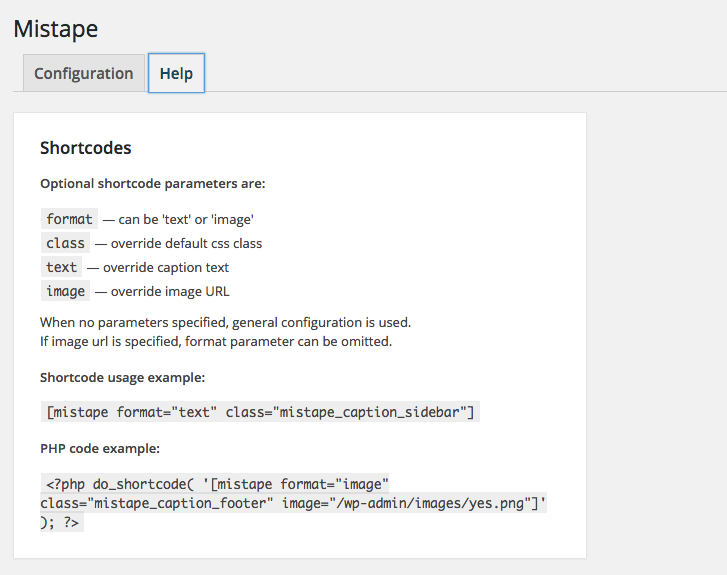 Mistape
Configuration Help
Shortcodes
Optional shortcode parameters are:
format — can be 'text' or 'image'
class — override default css class
text — override caption text
image — override image URL
When no parameters specified, general configuration is used.
If image url is specified, format parameter can be omitted.
Shortcode usage example:
[mistape format="text" class="mistape_caption_sidebar"]
PHP code example:
<?php do_shortcode( '[mistape format="image"
class="mistape_caption_footer" image="/wp-admin/images/yes.png"]'
); ?>